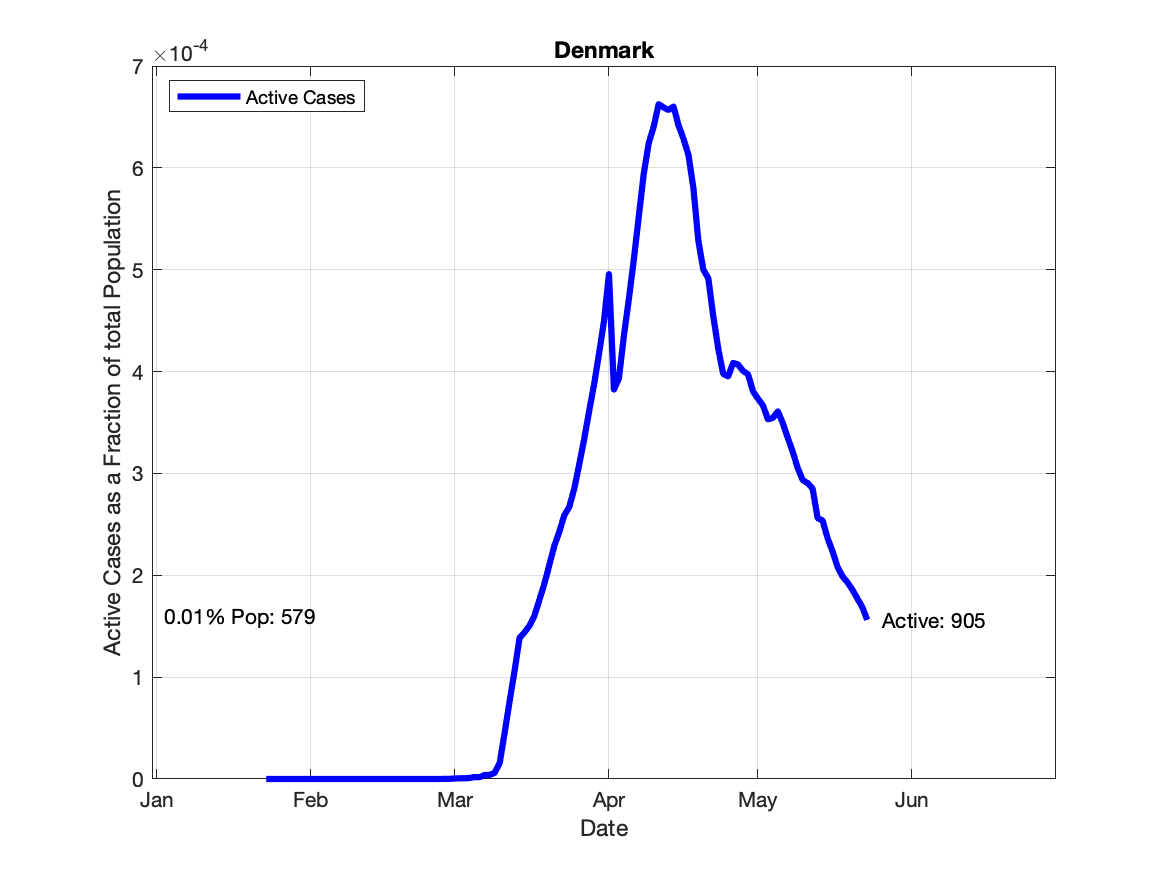 Denmark
×10⁻⁴
Active Cases
7
6
5
4
3
2
1
0
Active Cases as a Fraction of total Population
0.01% Pop: 579
Active: 905
Jan Feb Mar Apr May Jun
Date